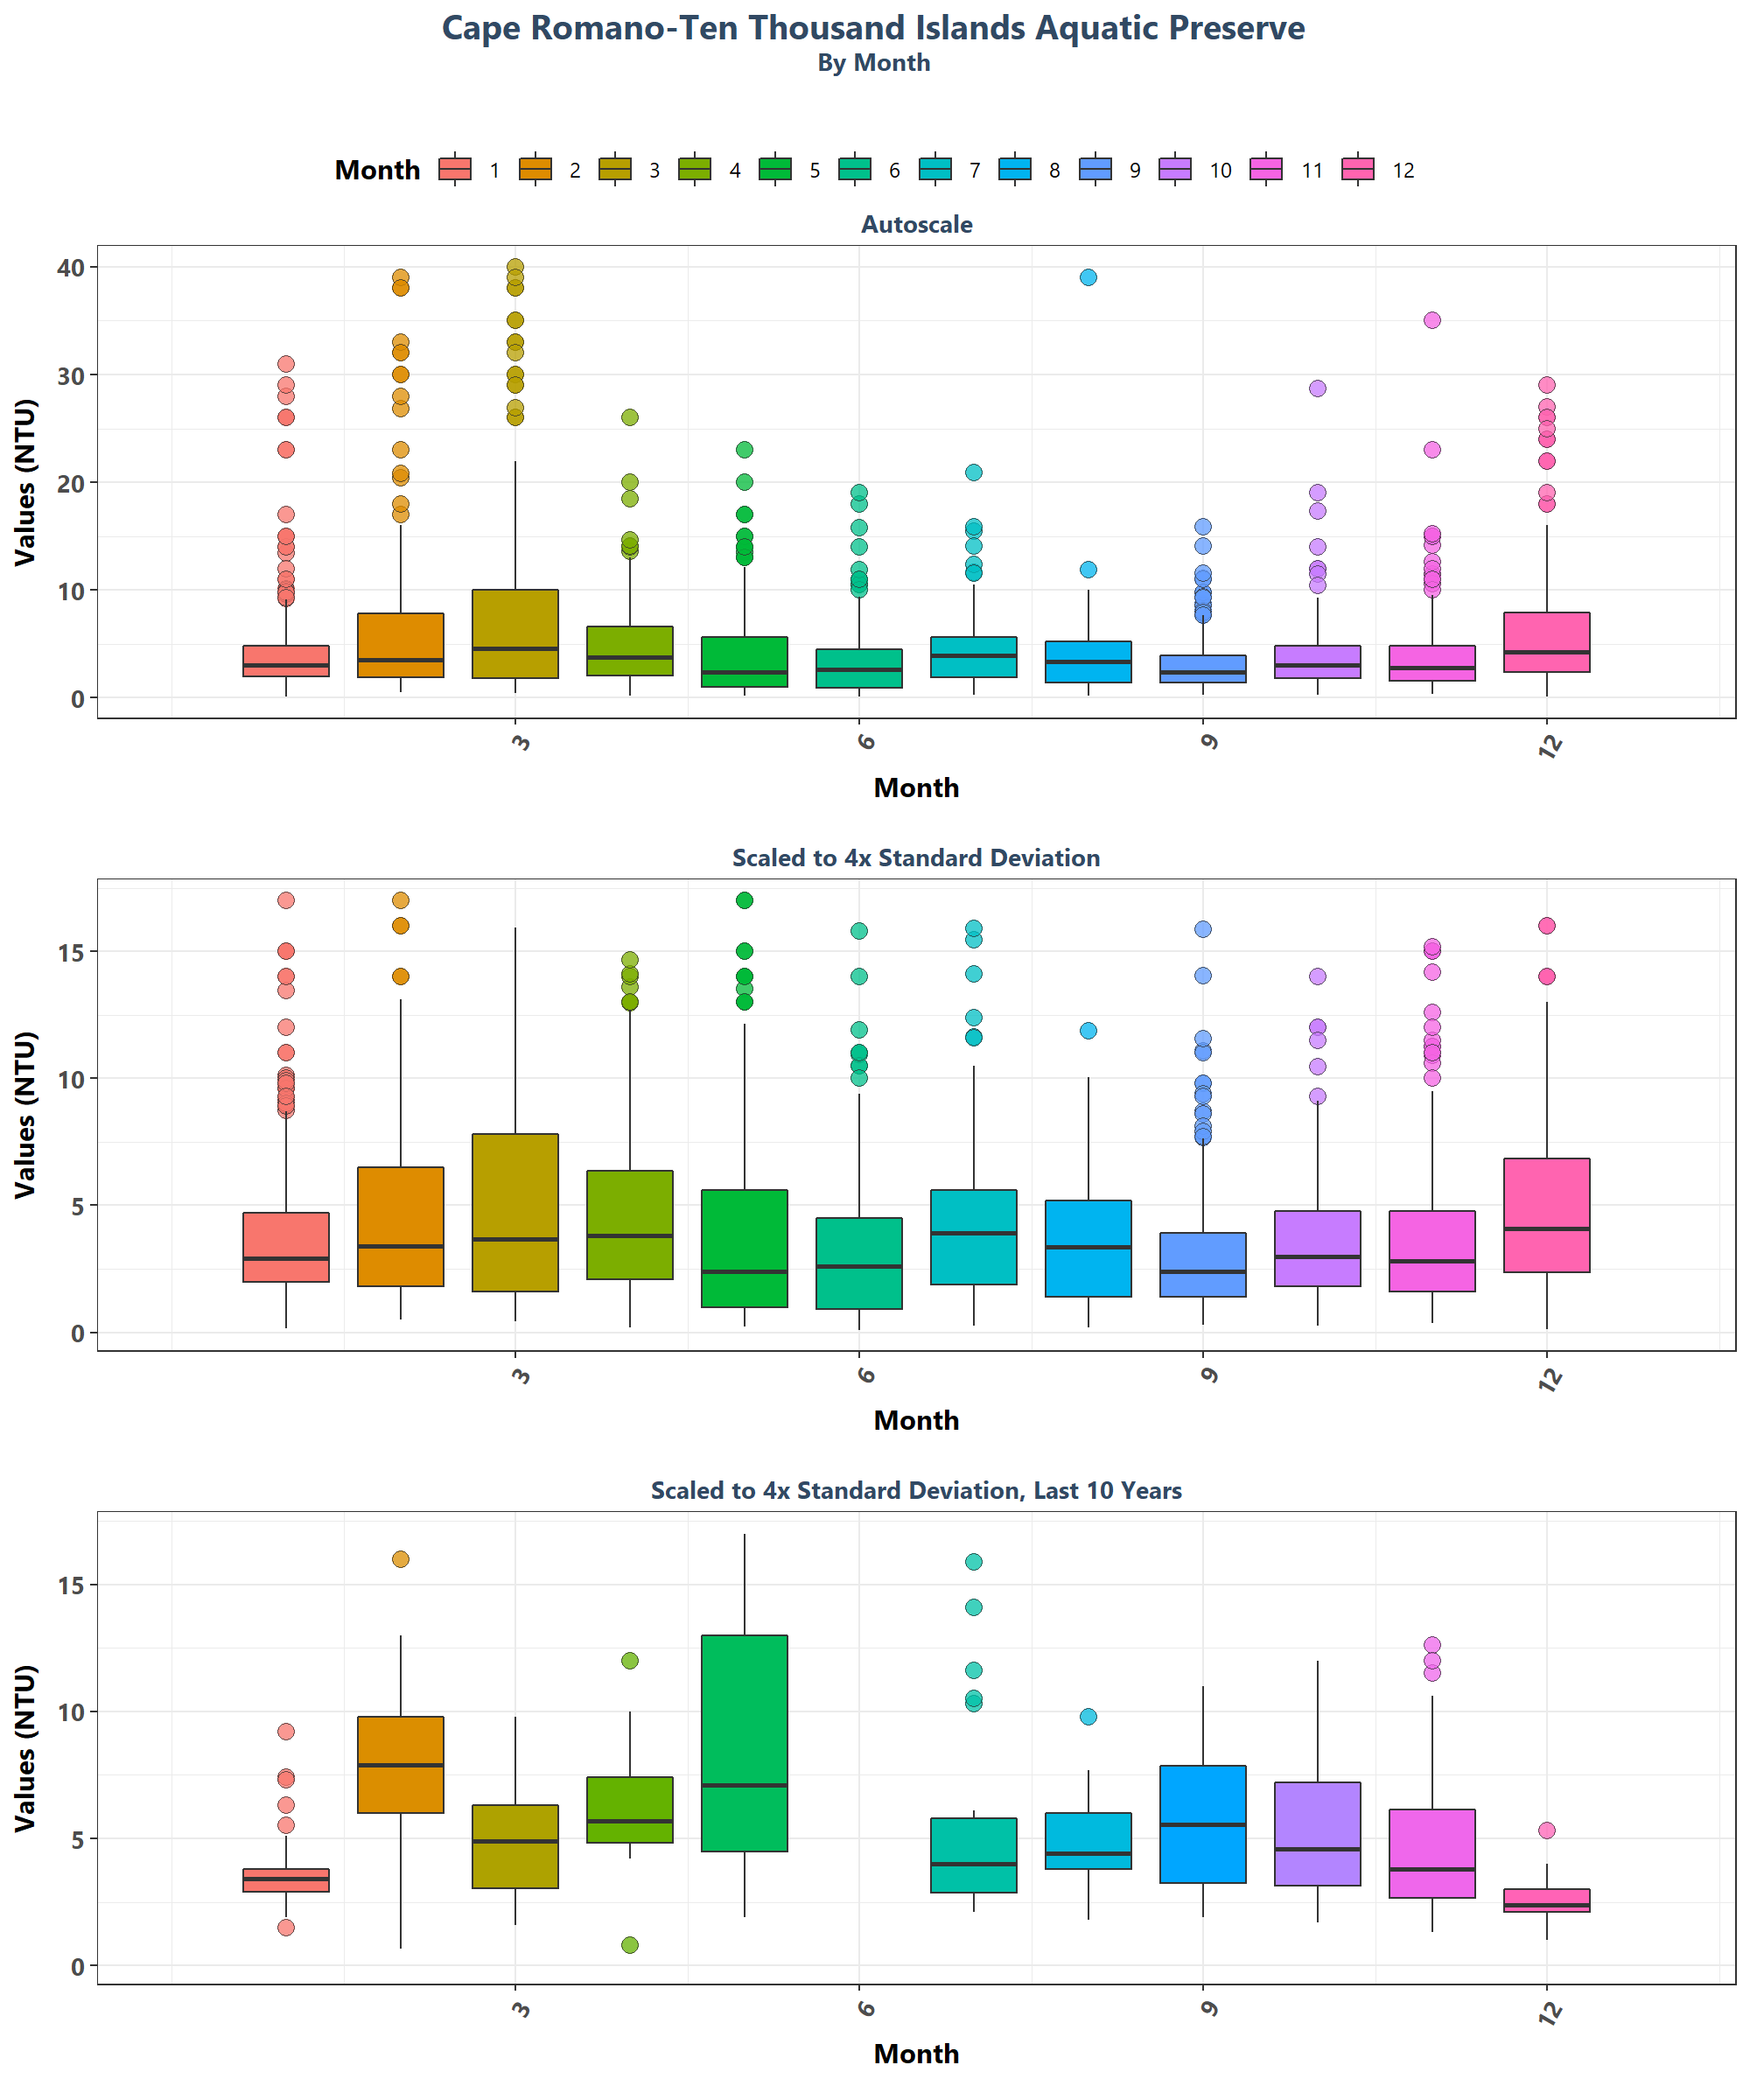 Cape Romano-Ten Thousand Islands Aquatic Preserve
By Month
Month 1 2 3 4 5 6 7 8 9 10 11 12
Autoscale
Values (NTU)
40
30
20
10
0
3 6 9 12
Month
Scaled to 4x Standard Deviation
Values (NTU)
15
10
5
0
3 6 9 12
Month
Scaled to 4x Standard Deviation, Last 10 Years
Values (NTU)
15
10
5
0
3 6 9 12
Month